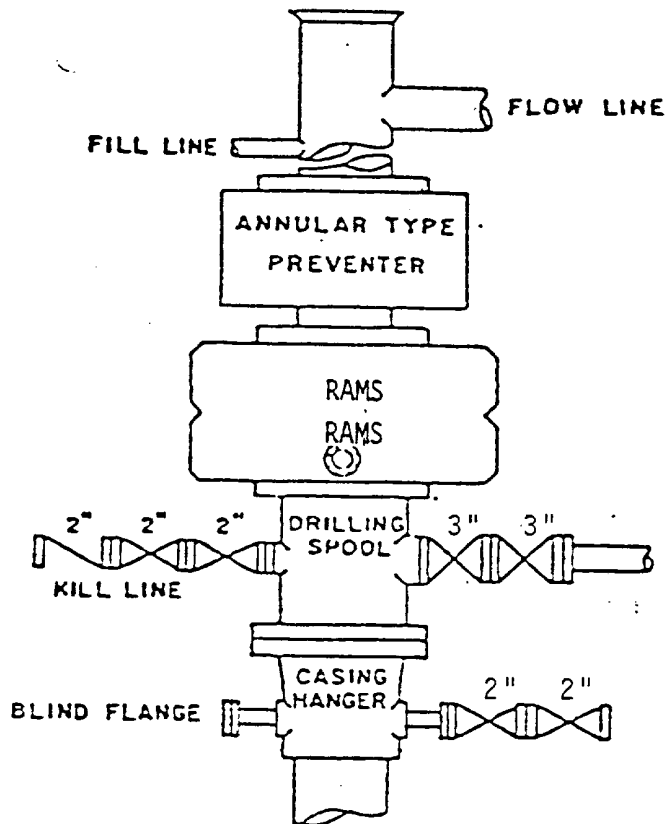 FLOW LINE
FILL LINE
ANNULAR TYPE
PREVENTER
RAMS
RAMS
2" 2" 2"
DRILLING
SPOOL
3" 3"
KILL LINE
CASING
HANGER
BLIND FLANGE
2" 2"